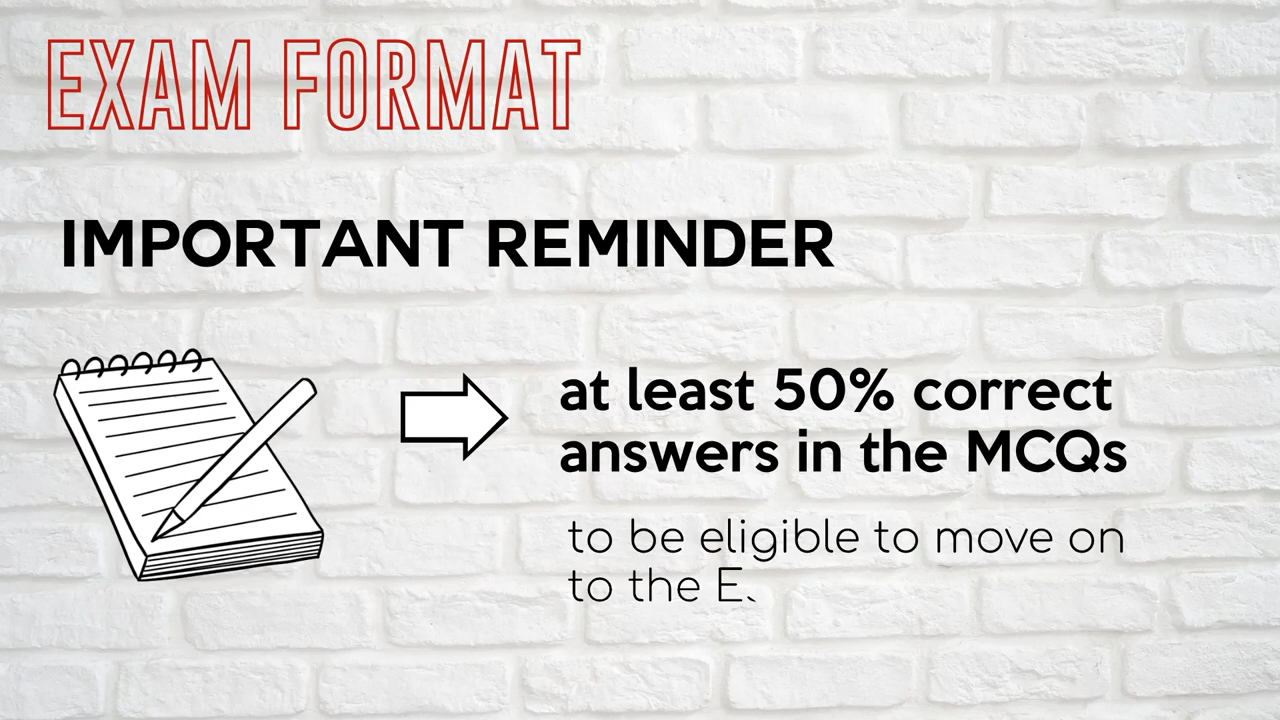 EXAM FORMAT
IMPORTANT REMINDER
at least 50% correct
answers in the MCQs
to be eligible to move on
to the E